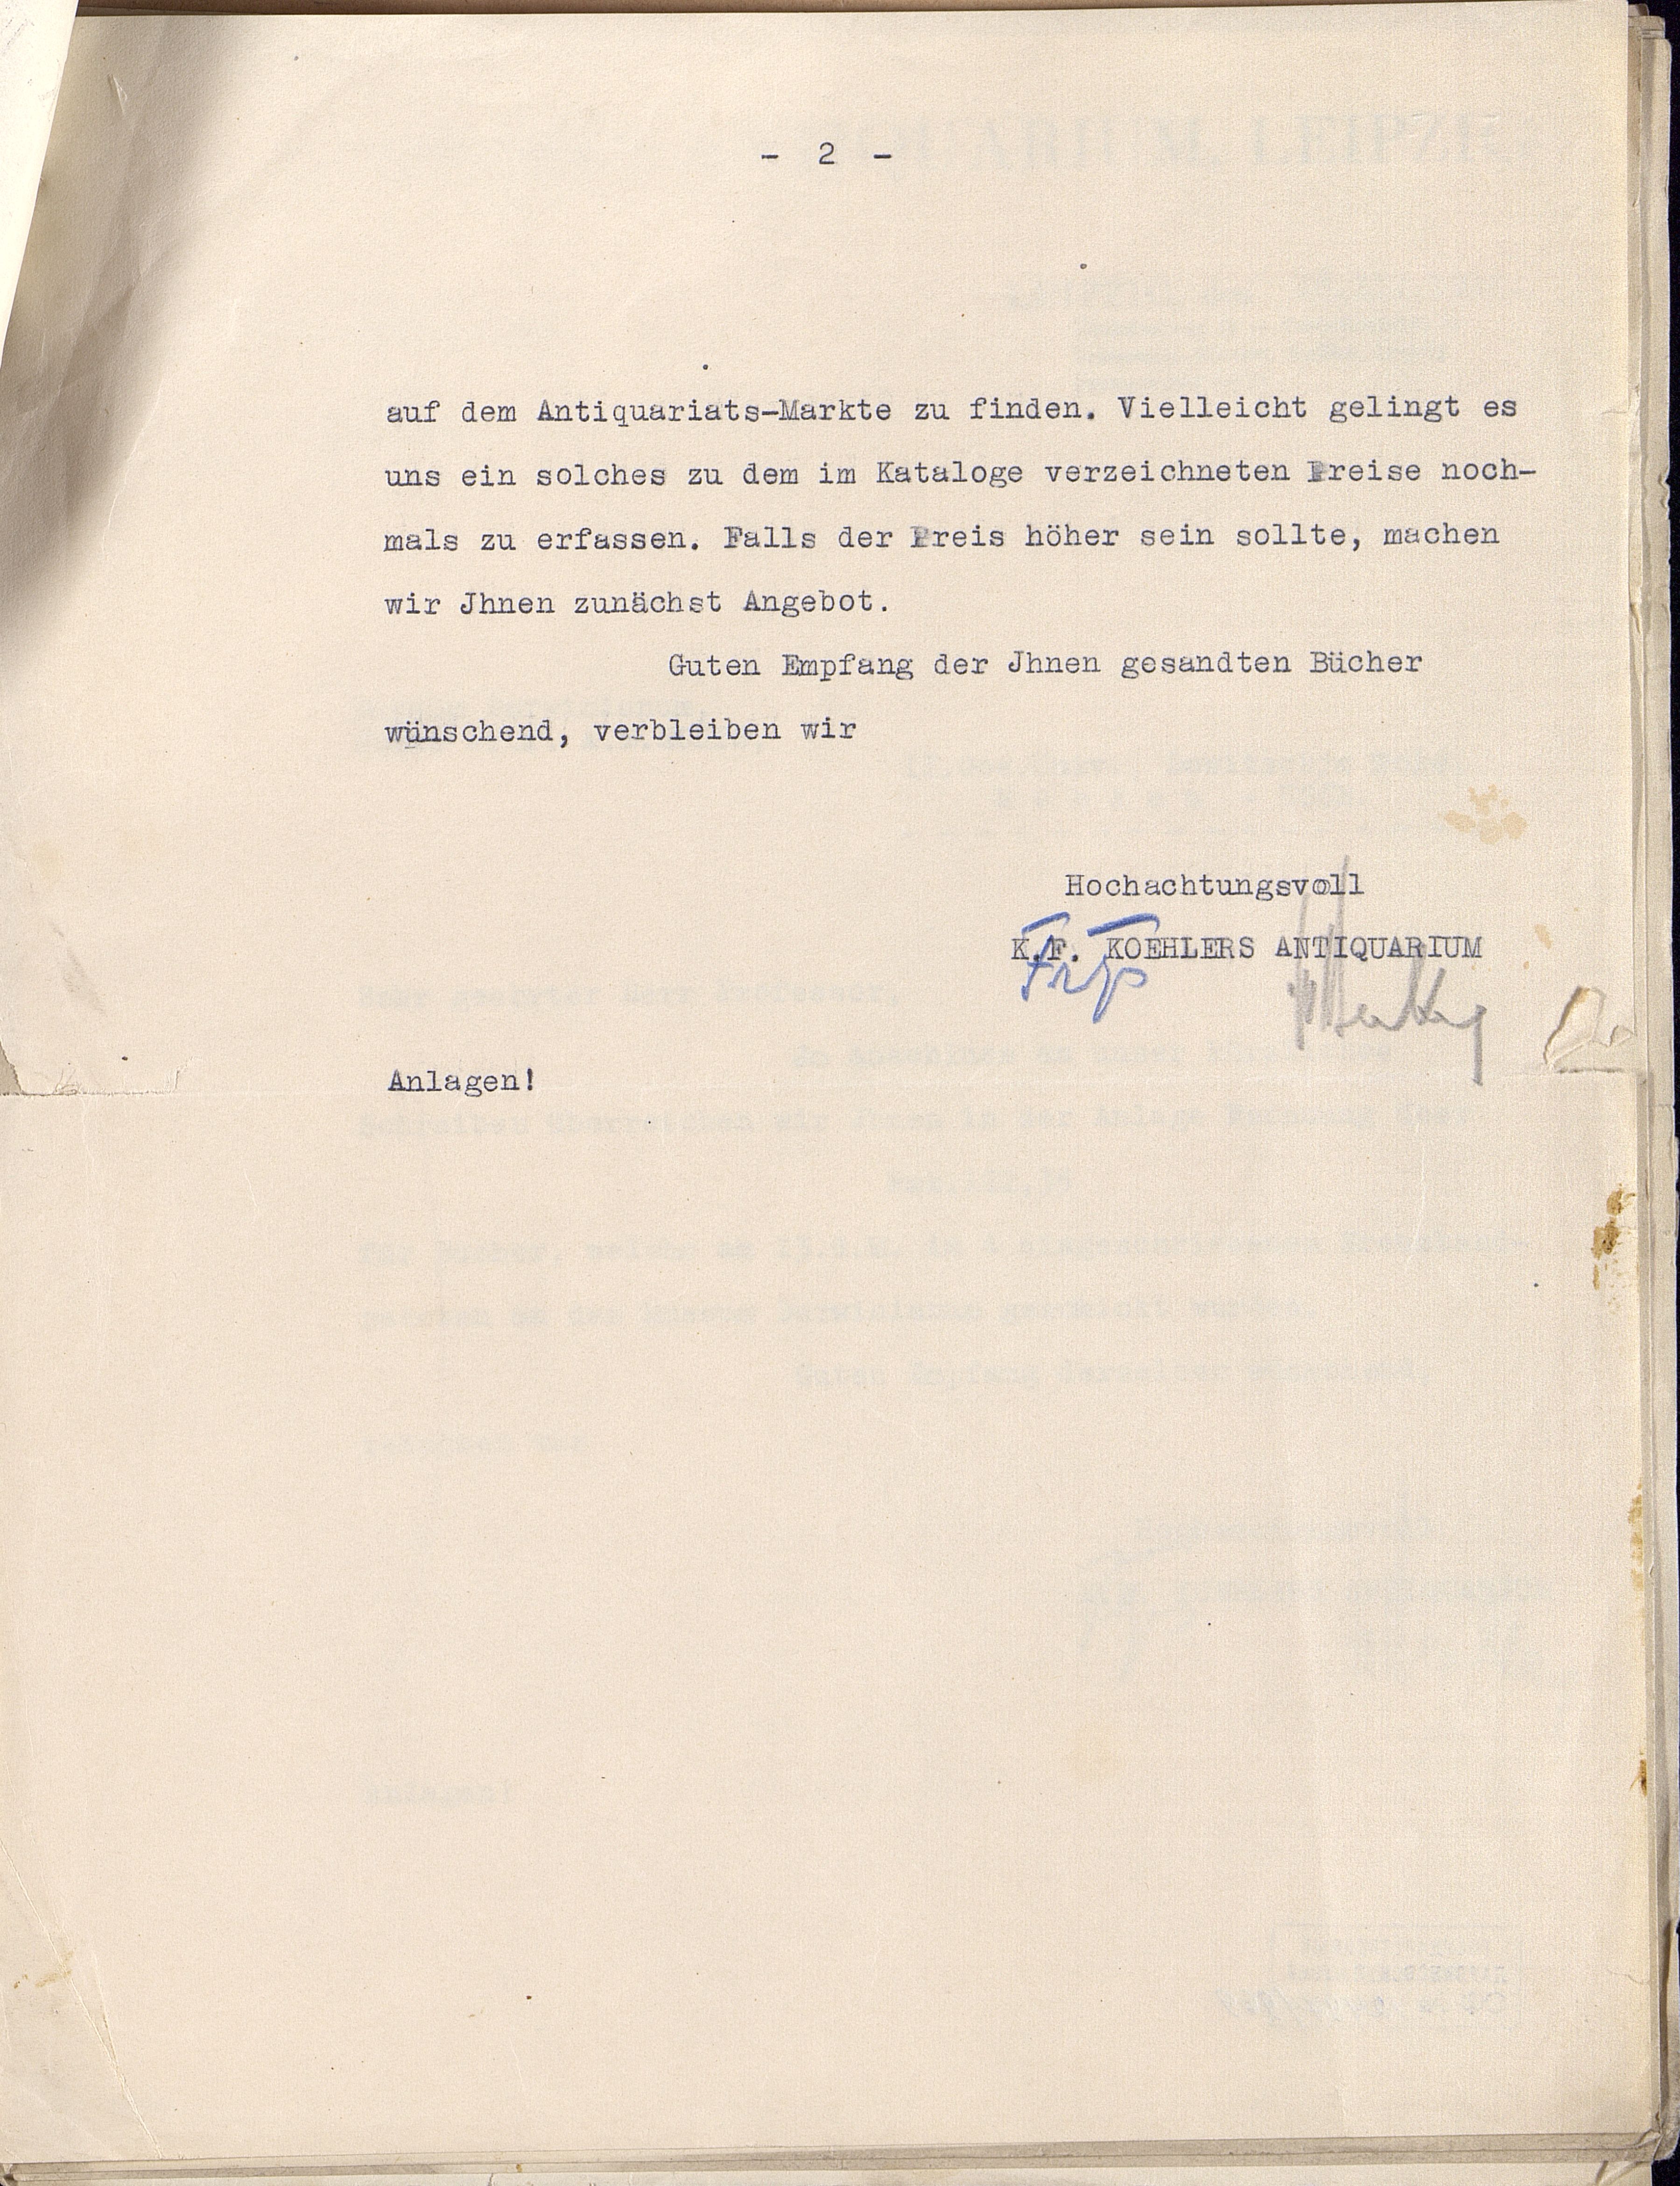 - 2 -
auf dem Antiquariats-Markte zu finden. Vielleicht gelingt es
uns ein solches zu dem im Kataloge verzeichneten Preise noch-
mals zu erfassen. Falls der Preis höher sein sollte, machen
wir Jhnen zunächst Angebot.
Guten Empfang der Jhnen gesandten Bücher
wünschend, verbleiben wir
Hochachtungsvoll
K.F. KOEHLERS ANTIQUARIUM
Anlagen!